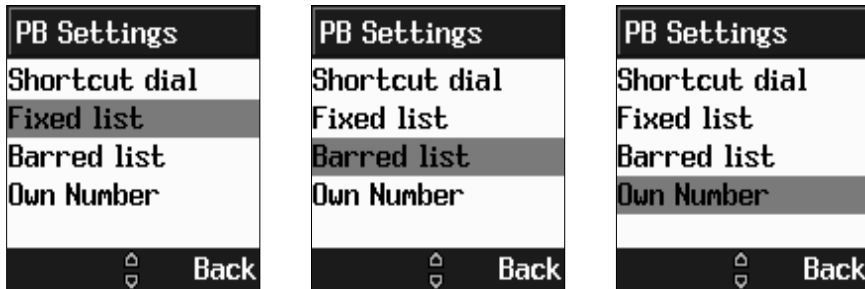 PB Settings
Shortcut dial
Fixed list
Barred list
Own Number
Back
PB Settings
Shortcut dial
Fixed list
Barred list
Own Number
Back
PB Settings
Shortcut dial
Fixed list
Barred list
Own Number
Back